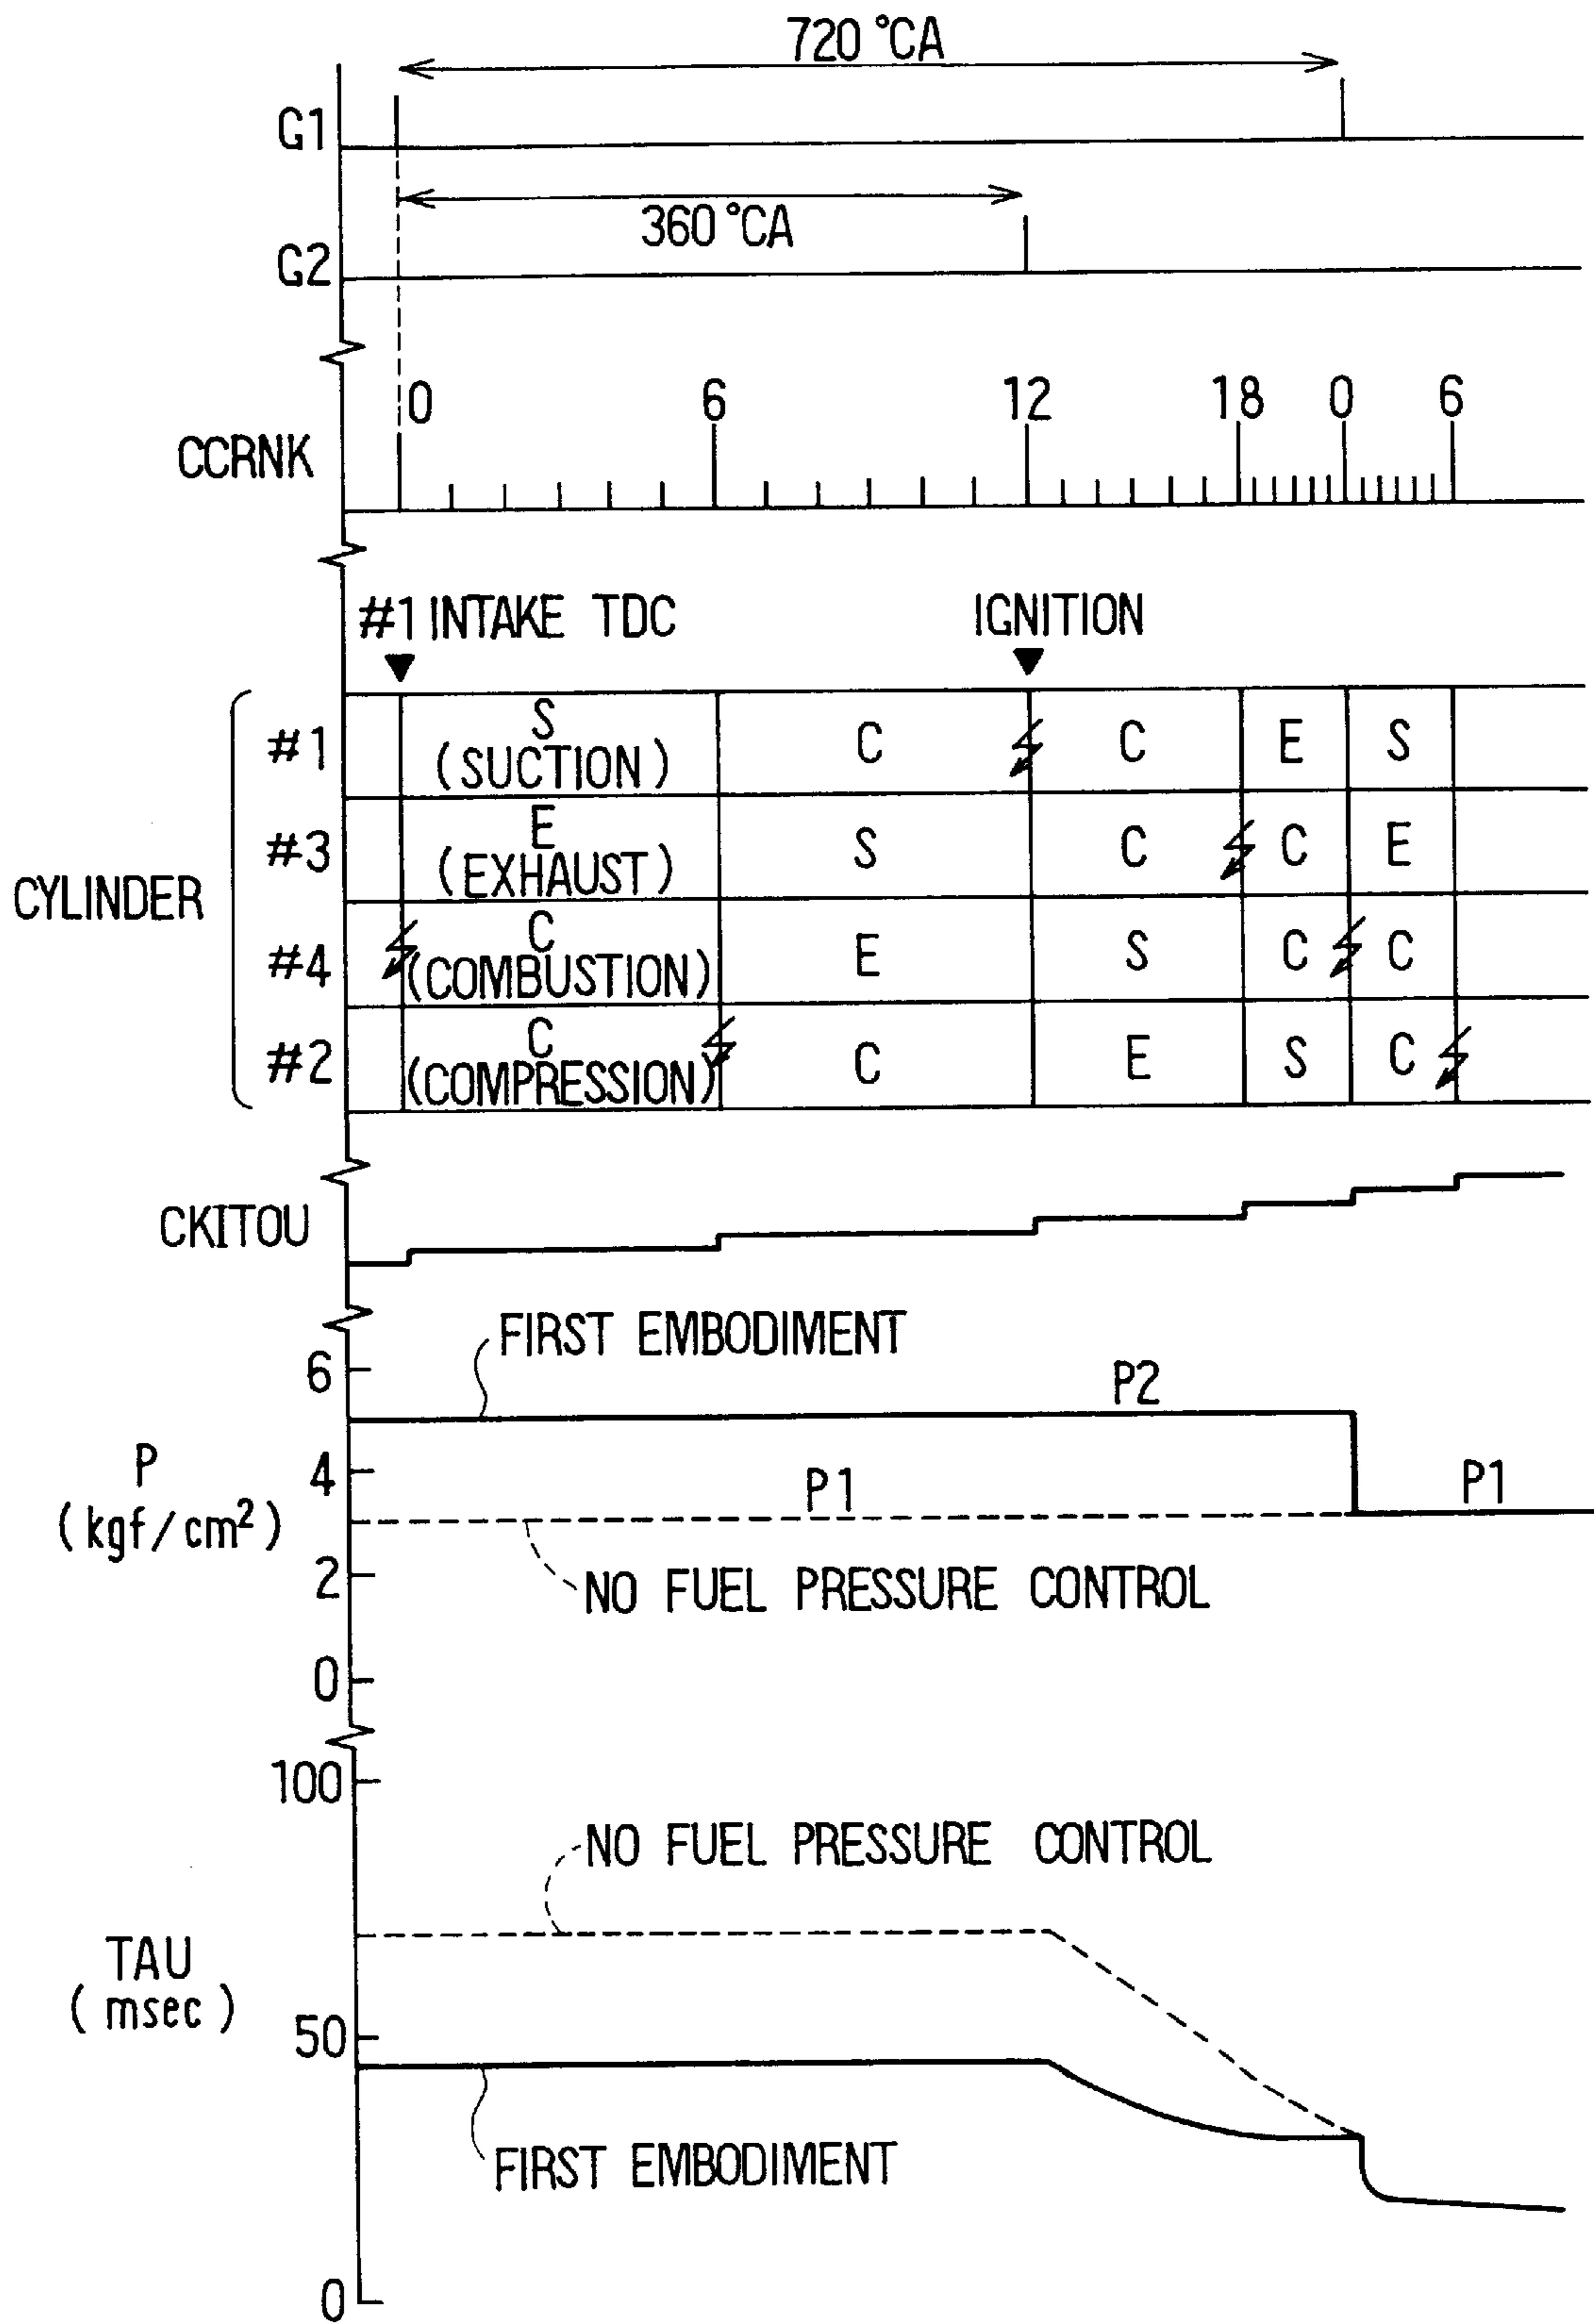 720 °CA
G1
360 °CA
G2
0 6 12 18 0 6
CCRNK
#1 INTAKE TDC IGNITION
CYLINDER
#1 S (SUCTION) C C E S
#3 E (EXHAUST) S C C E
#4 C (COMBUSTION) E S C C
#2 C (COMPRESSION) C E S C
CKITOU
FIRST EMBODIMENT
6
P2
P
(kgf/cm²)
4
P1
P1
2
NO FUEL PRESSURE CONTROL
0
100
NO FUEL PRESSURE CONTROL
TAU
(msec)
50
FIRST EMBODIMENT
0